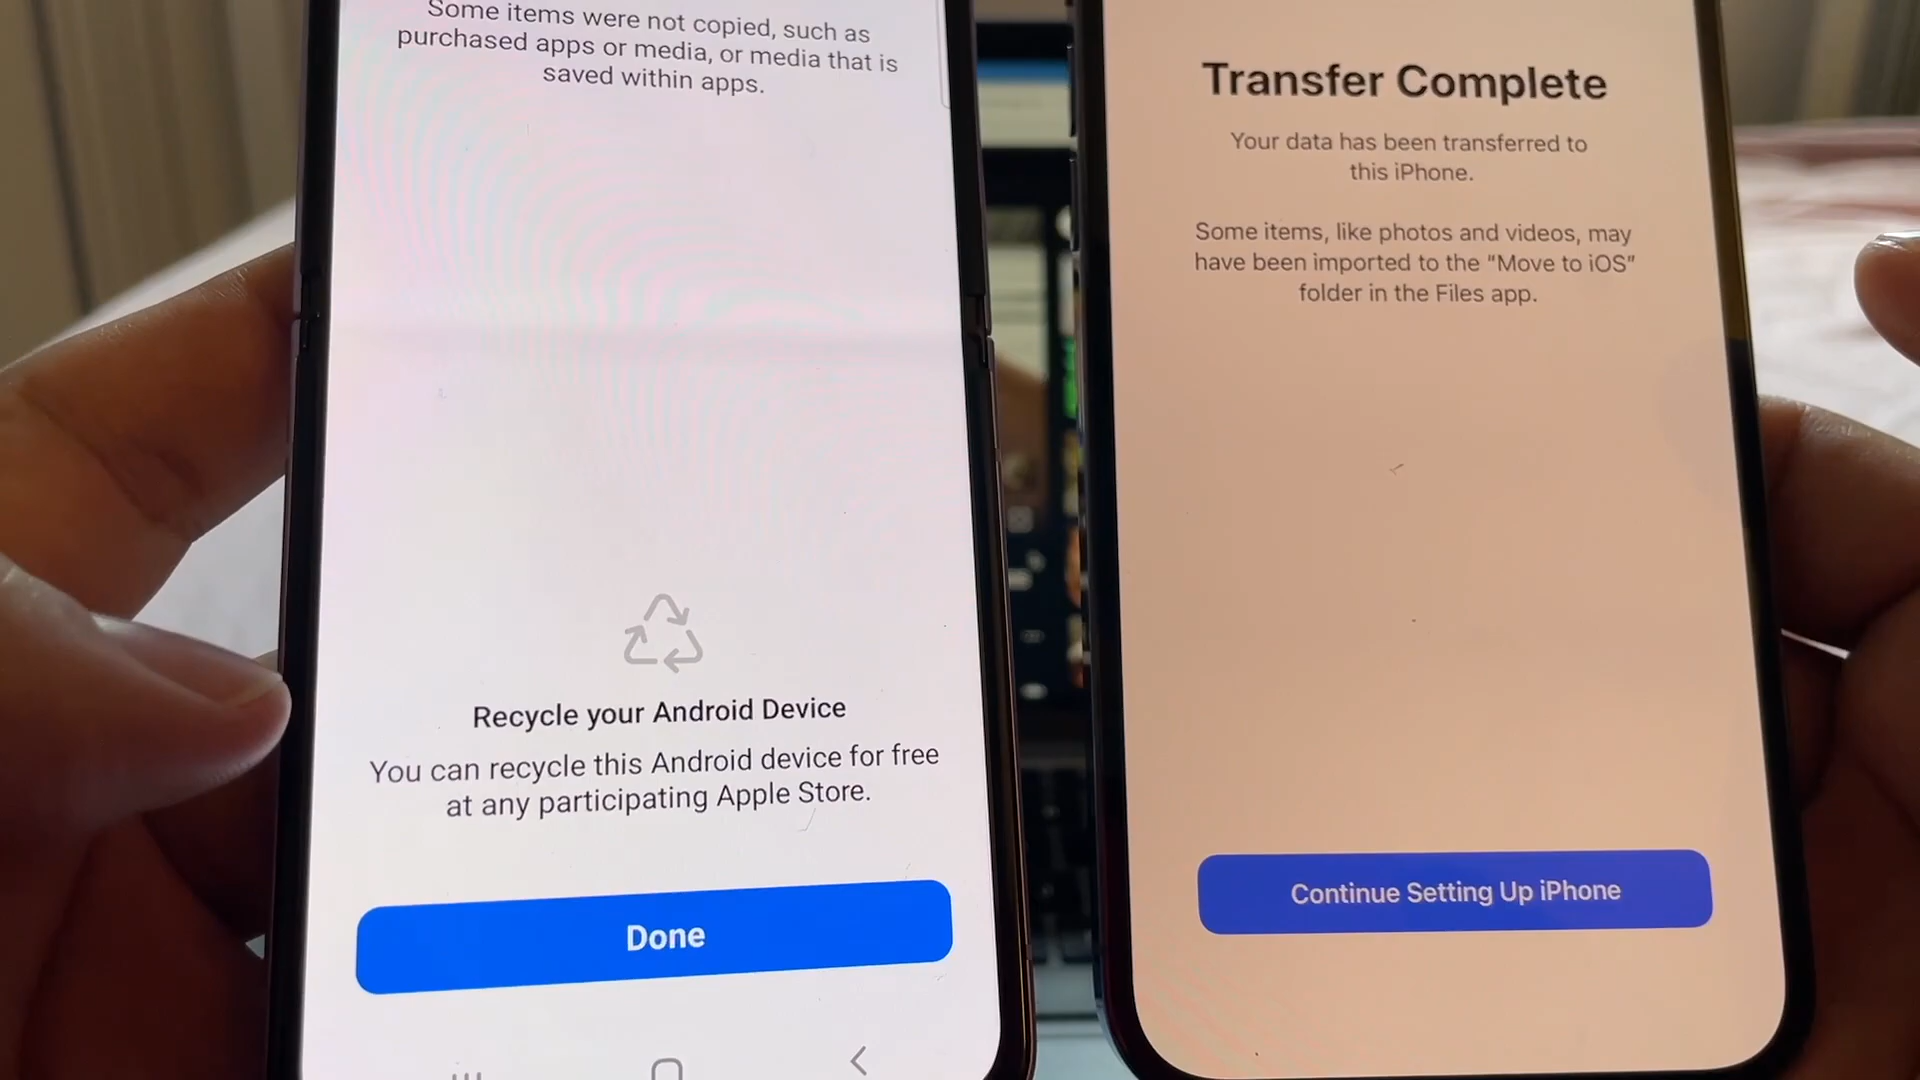 Some items were not copied, such as
purchased apps or media, or media that is
saved within apps.
Recycle your Android Device
You can recycle this Android device for free
at any participating Apple Store.
Done
Transfer Complete
Your data has been transferred to
this iPhone.
Some items, like photos and videos, may
have been imported to the “Move to iOS”
folder in the Files app.
Continue Setting Up iPhone